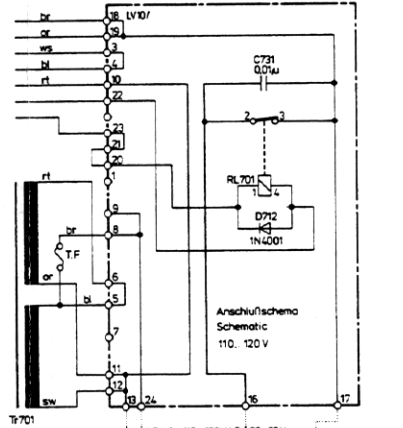 br
18
LV10/
or
19
ws
3
bl
4
rt
10
22
C731
0,01µ
2
3
23
21
20
1
rt
RL701
1 4
9
D712
1N4001
br
8
T.F
or
6
bl
5
Anschlußschema
Schematic
110.. 120V
7
11
12
sw
13
24
16
17
Tr701